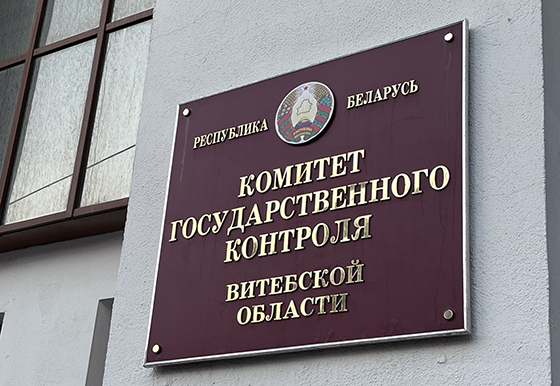 РЕСПУБЛИКА БЕЛАРУСЬ
КОМИТЕТ
ГОСУДАРСТВЕННОГО
КОНТРОЛЯ
ВИТЕБСКОЙ
ОБЛАСТИ